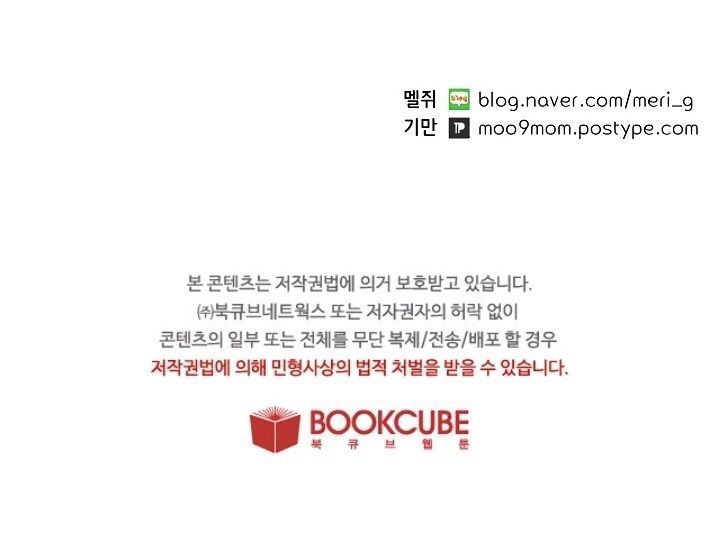 멜쥐 blog blog.naver.com/meri_g
기만 moo9mom.postype.com
본 콘텐츠는 저작권법에 의거 보호받고 있습니다.
㈜북큐브네트웍스 또는 저자권자의 허락 없이
콘텐츠의 일부 또는 전체를 무단 복제/전송/배포 할 경우
저작권법에 의해 민형사상의 법적 처벌을 받을 수 있습니다.
BOOKCUBE
북큐브웹툰